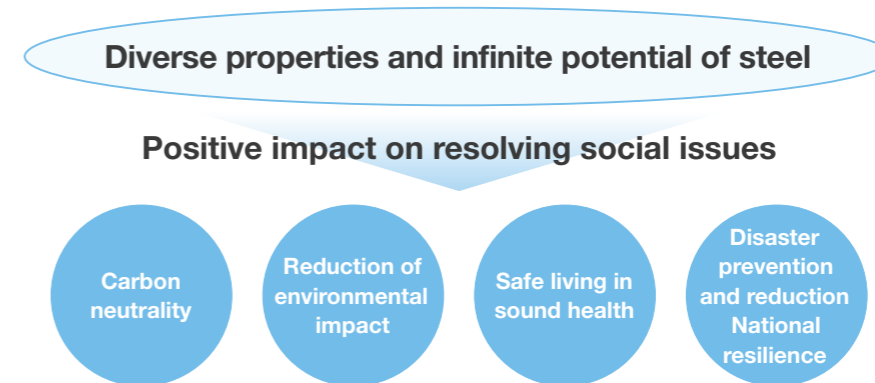 Diverse properties and infinite potential of steel
Positive impact on resolving social issues
Carbon
neutrality
Reduction of
environmental
impact
Safe living in
sound health
Disaster
prevention
and reduction
National
resilience